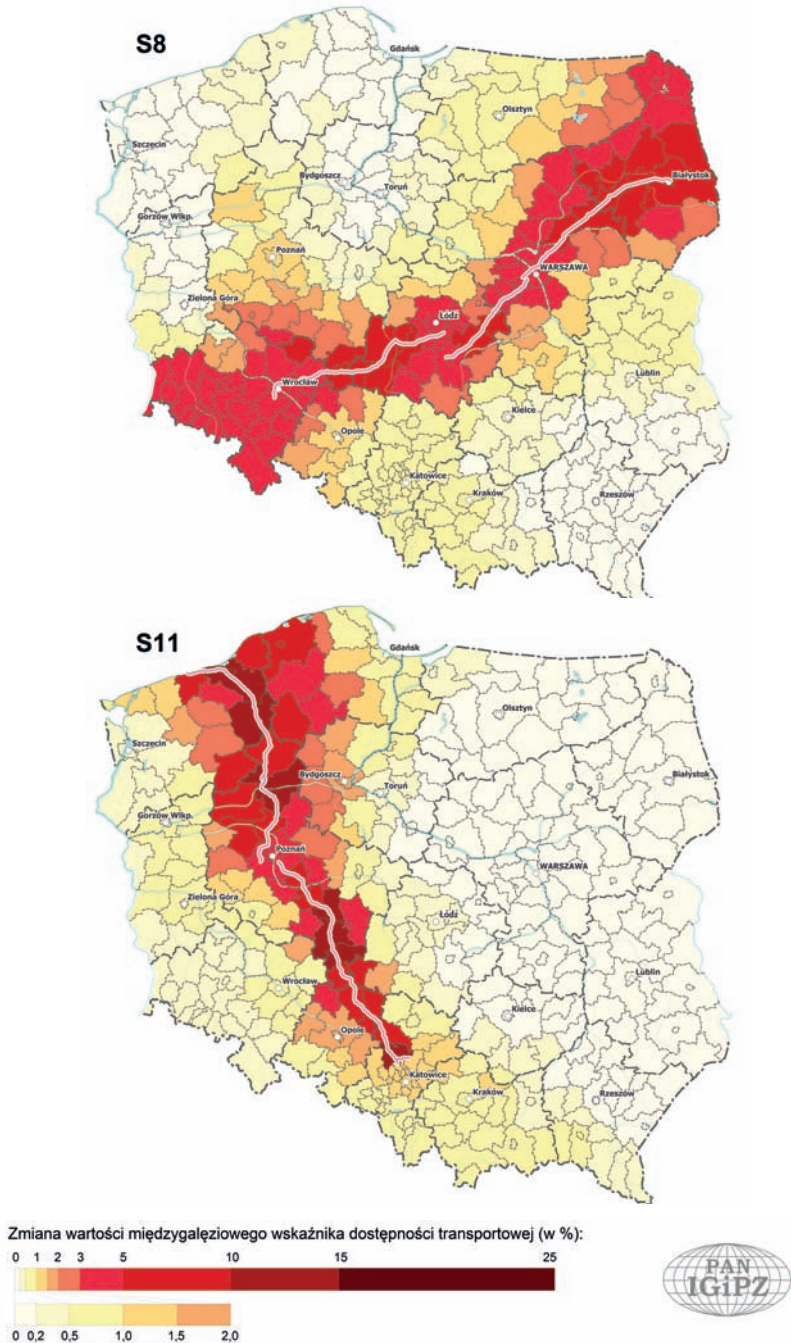 S8
Gdańsk
Olsztyn
Szczecin
Białystok
Bydgoszcz
Toruń
Gorzów Wlkp.
Poznań
WARSZAWA
Zielona Góra
Łódź
Lublin
Wrocław
Kielce
Opole
Katowice
Kraków
Rzeszów
S11
Gdańsk
Olsztyn
Szczecin
Białystok
Bydgoszcz
Toruń
Gorzów Wlkp.
Poznań
WARSZAWA
Zielona Góra
Łódź
Lublin
Wrocław
Kielce
Opole
Katowice
Kraków
Rzeszów
Zmiana wartości międzygałęziowego wskaźnika dostępności transportowej (w %):
0 1 2 3 5 10 15 25
0 0,2 0,5 1,0 1,5 2,0
PAN
IGiPZ